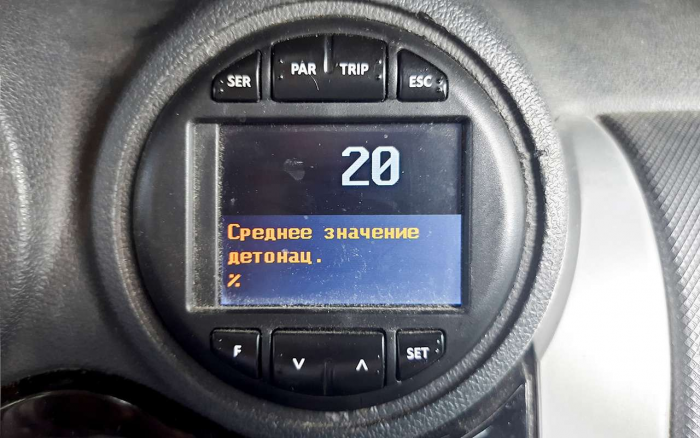 SER PAR TRIP ESC
20
Среднее значение
детонац.
%
F ∨ ∧ SET